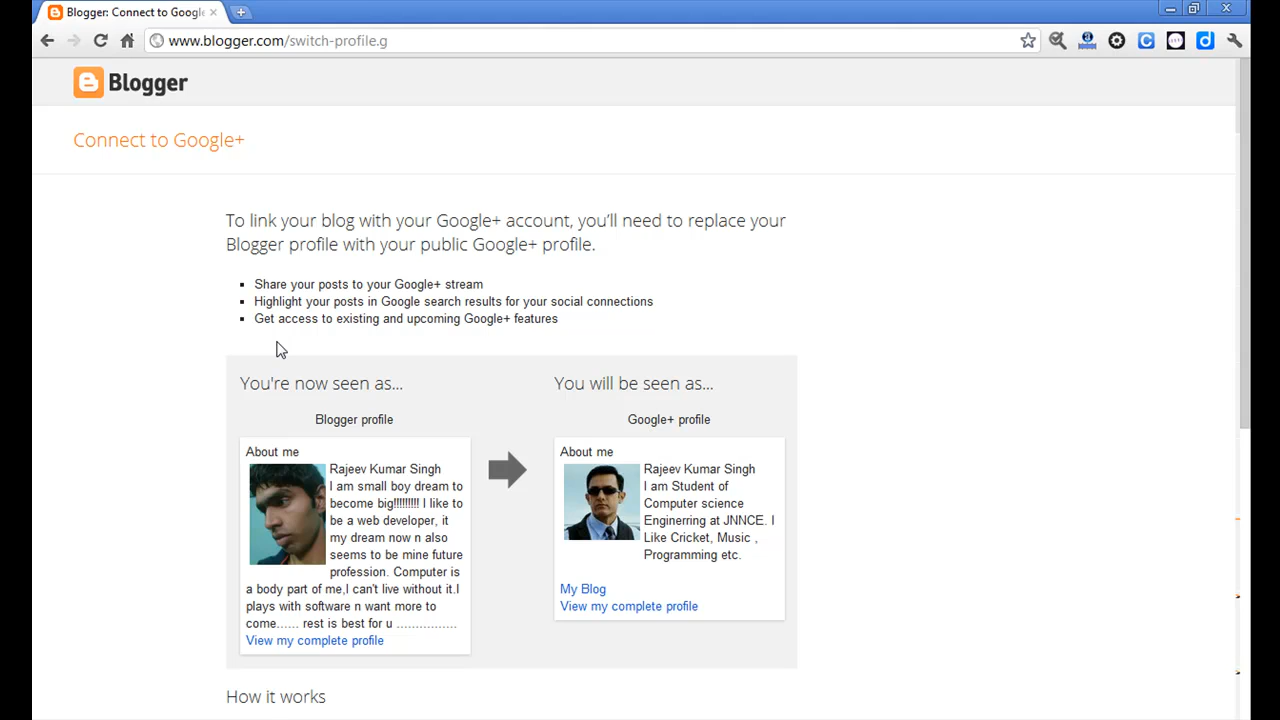 Blogger: Connect to Google
www.blogger.com/switch-profile.g
Blogger
Connect to Google+
To link your blog with your Google+ account, you'll need to replace your
Blogger profile with your public Google+ profile.
Share your posts to your Google+ stream
Highlight your posts in Google search results for your social connections
Get access to existing and upcoming Google+ features
You're now seen as...
Blogger profile
About me
Rajeev Kumar Singh
I am small boy dream to
become big!!!!!!!!! I like to
be a web developer, it
my dream now n also
seems to be mine future
profession. Computer is
a body part of me,I can't live without it.I
plays with software n want more to
come...... rest is best for u ................
View my complete profile
You will be seen as...
Google+ profile
About me
Rajeev Kumar Singh
I am Student of
Computer science
Enginerring at JNNCE. I
Like Cricket, Music ,
Programming etc.
My Blog
View my complete profile
How it works